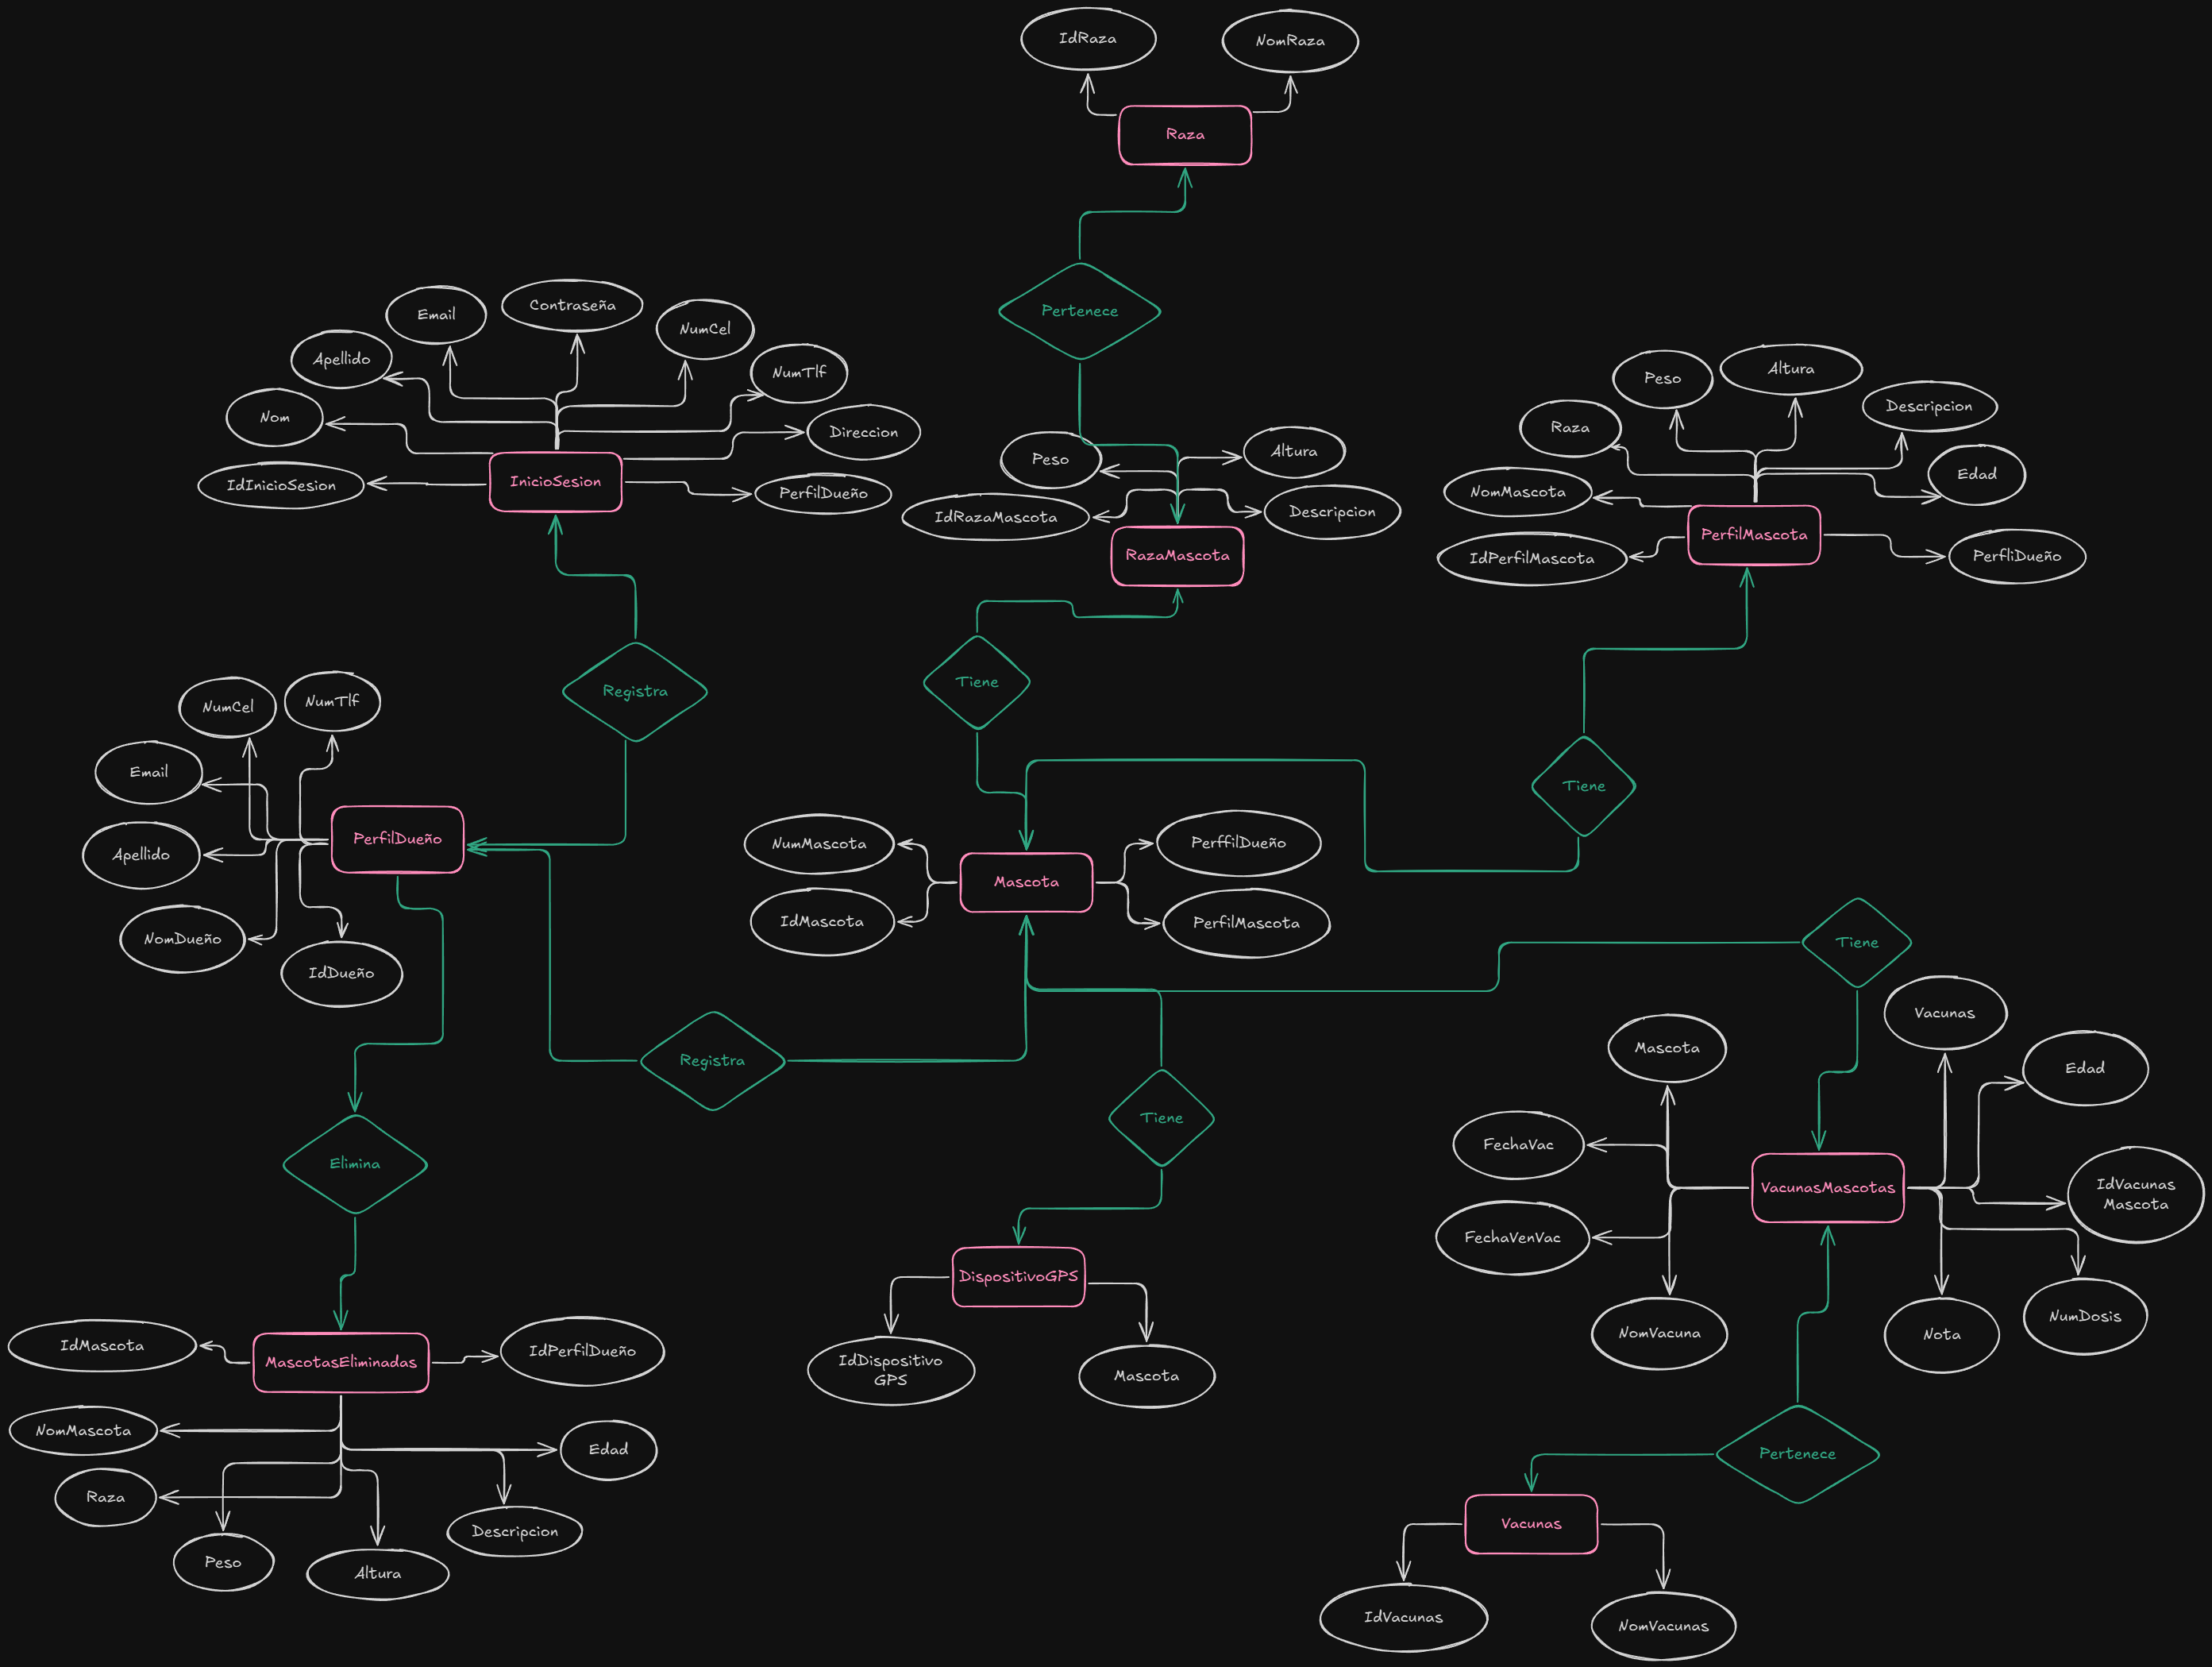 IdRaza
NomRaza
Raza
Pertenece
Email
Contraseña
NumCel
Apellido
NumTlf
Nom
Direccion
IdInicioSesion
InicioSesion
PerfilDueño
Peso
Altura
IdRazaMascota
Descripcion
RazaMascota
Peso
Altura
Descripcion
Raza
Edad
NomMascota
PerfilMascota
IdPerfilMascota
PerfliDueño
Registra
Tiene
Tiene
NumCel
NumTlf
Email
PerfilDueño
Apellido
NomDueño
IdDueño
NumMascota
PerffilDueño
Mascota
IdMascota
PerfilMascota
Tiene
Registra
Tiene
Elimina
Vacunas
Mascota
Edad
FechaVac
VacunasMascotas
IdVacunas
Mascota
FechaVenVac
NomVacuna
Nota
NumDosis
DispositivoGPS
IdDispositivo
GPS
Mascota
IdMascota
MascotasEliminadas
IdPerfilDueño
NomMascota
Edad
Raza
Descripcion
Peso
Altura
Pertenece
Vacunas
IdVacunas
NomVacunas